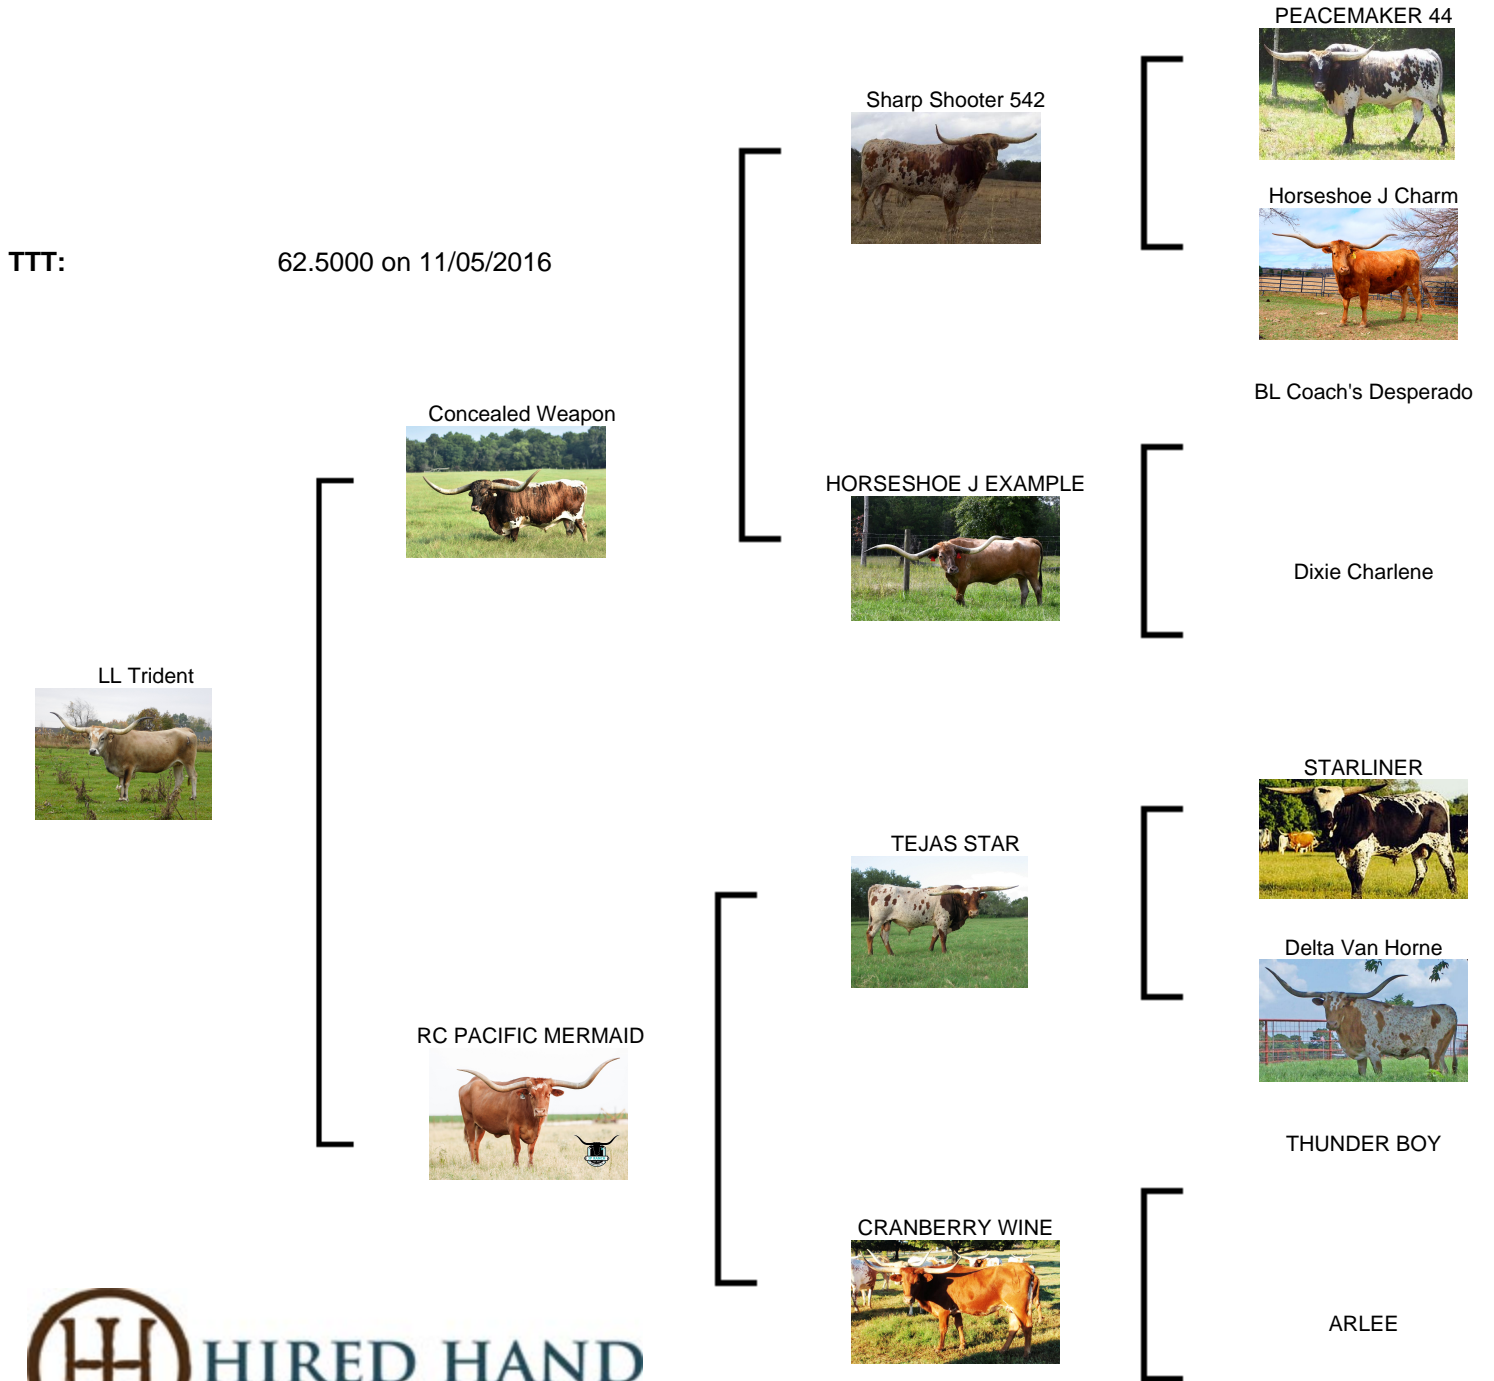 PEACEMAKER 44
Sharp Shooter 542
Horseshoe J Charm
TTT: 62.5000 on 11/05/2016
BL Coach's Desperado
Concealed Weapon
HORSESHOE J EXAMPLE
Dixie Charlene
LL Trident
STARLINER
TEJAS STAR
Delta Van Horne
RC PACIFIC MERMAID
THUNDER BOY
CRANBERRY WINE
ARLEE
HIRED HAND